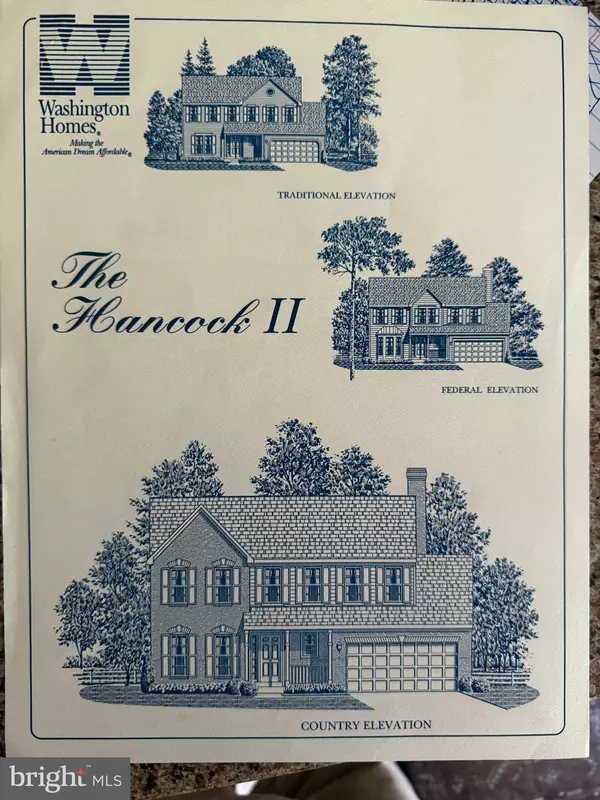 Washington
Homes®
Making the
American Dream Affordable®
TRADITIONAL ELEVATION
The
Hancock II
FEDERAL ELEVATION
COUNTRY ELEVATION
bright MLS